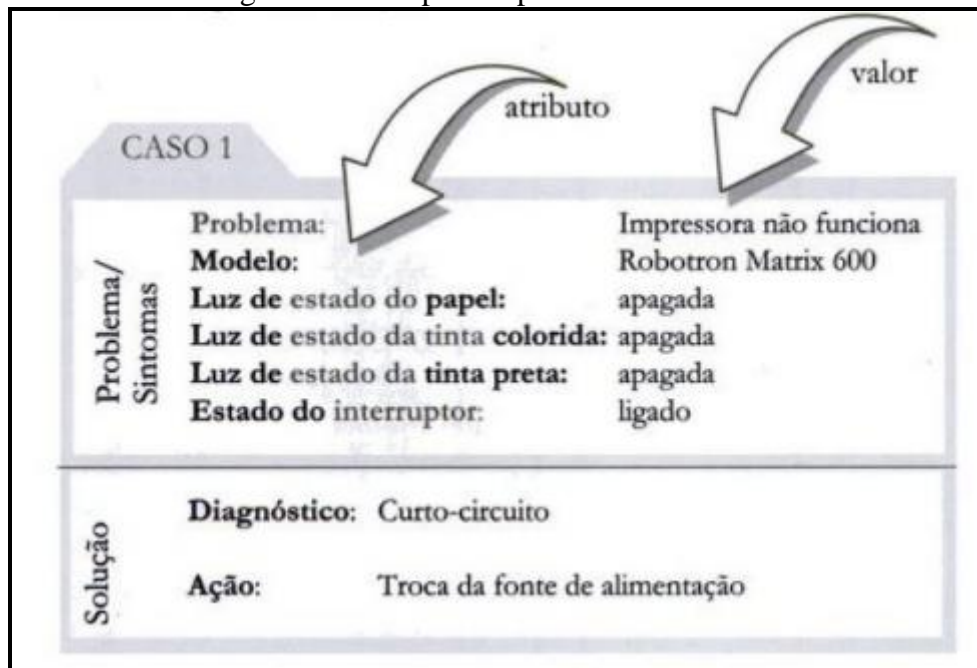 atributo
valor
CASO 1
Problema/
Sintomas
Problema: Impressora não funciona
Modelo: Robotron Matrix 600
Luz de estado do papel: apagada
Luz de estado da tinta colorida: apagada
Luz de estado da tinta preta: apagada
Estado do interruptor: ligado
Solução
Diagnóstico: Curto-circuito
Ação: Troca da fonte de alimentação